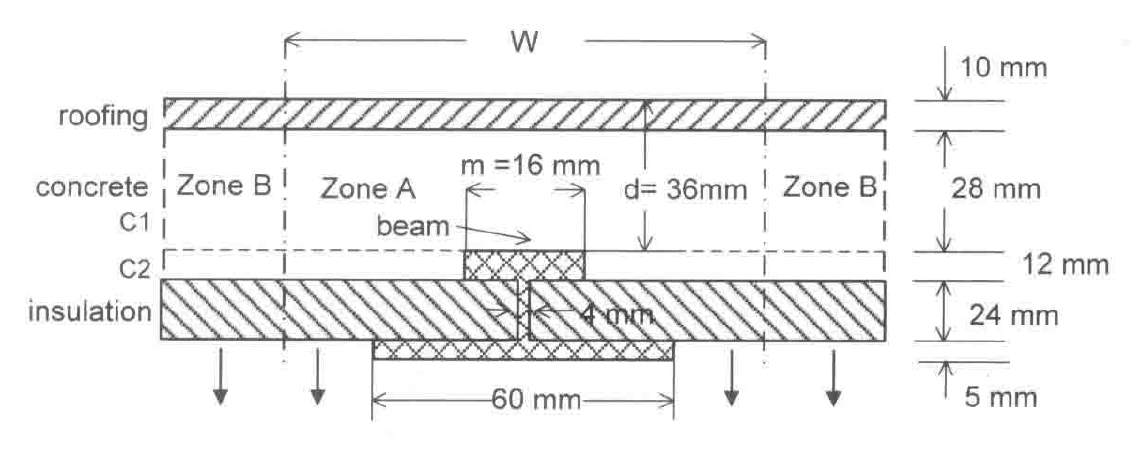 W
10 mm
roofing
m =16 mm
concrete
Zone B
Zone A
d= 36mm
Zone B
28 mm
C1
beam
C2
12 mm
insulation
4 mm
24 mm
60 mm
5 mm